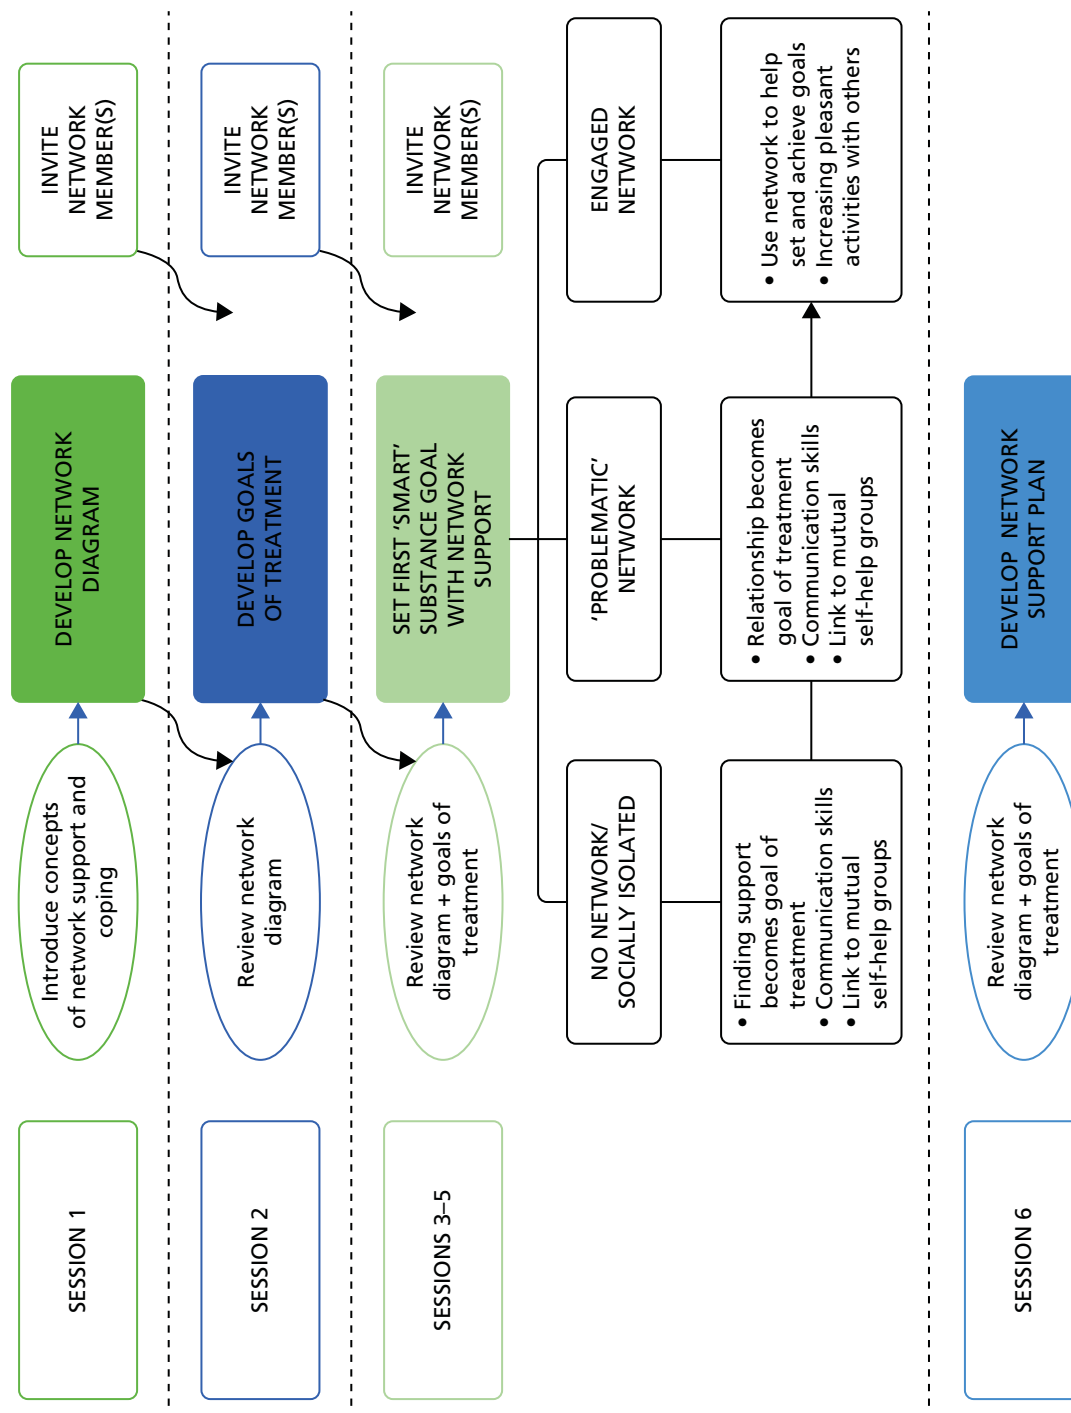 SESSION 1
Introduce concepts
of network support and
coping
DEVELOP NETWORK
DIAGRAM
INVITE
NETWORK
MEMBER(S)
SESSION 2
Review network
diagram
DEVELOP GOALS
OF TREATMENT
INVITE
NETWORK
MEMBER(S)
SESSIONS 3–5
Review network
diagram + goals of
treatment
SET FIRST ‘SMART’
SUBSTANCE GOAL
WITH NETWORK
SUPPORT
INVITE
NETWORK
MEMBER(S)
NO NETWORK/
SOCIALLY ISOLATED
‘PROBLEMATIC’
NETWORK
ENGAGED
NETWORK
• Finding support
becomes goal of
treatment
• Communication skills
• Link to mutual
self-help groups
• Relationship becomes
goal of treatment
• Communication skills
• Link to mutual
self-help groups
• Use network to help
set and achieve goals
• Increasing pleasant
activities with others
SESSION 6
Review network
diagram + goals of
treatment
DEVELOP NETWORK
SUPPORT PLAN